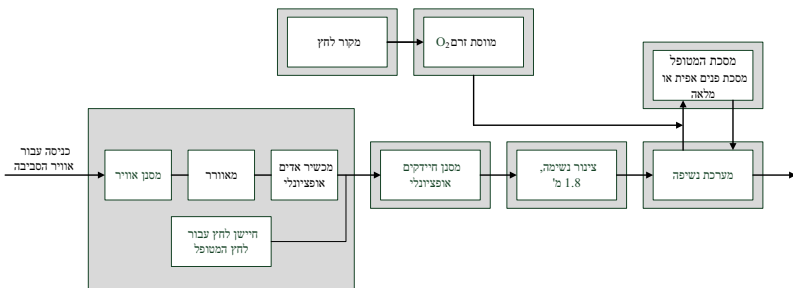 מקור לחץ
מווסת זרם O2
מסכת המטופל
מסכת פנים אפית או
מלאה
כניסה עבור
אוויר הסביבה
מסנן אוויר
מאוורר
מכשיר אדים
אופציונלי
מסנן חיידקים
אופציונלי
צינור נשימה,
1.8 מ'
מערכת נשיפה
חיישן לחץ עבור
לחץ המטופל